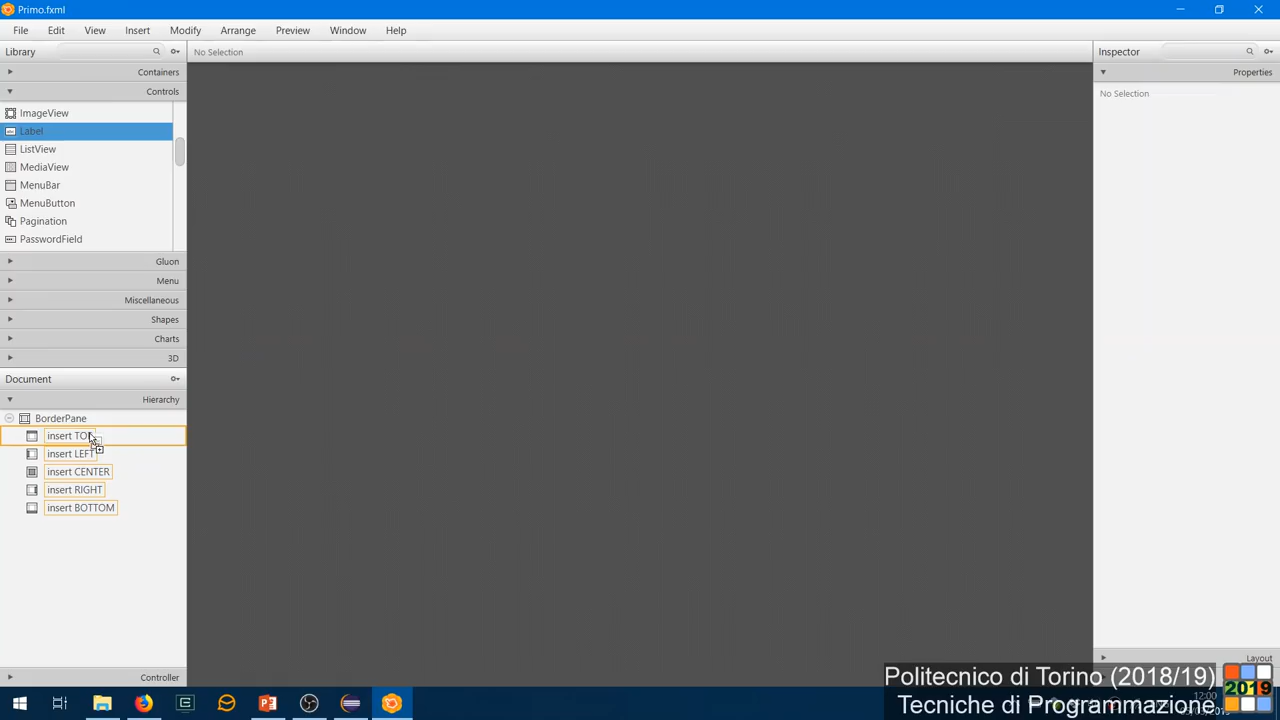 Primo.fxml
File Edit View Insert Modify Arrange Preview Window Help
Library
No Selection
Inspector
Containers
Properties
Controls
No Selection
ImageView
Label
ListView
MediaView
MenuBar
MenuButton
Pagination
PasswordField
Gluon
Menu
Miscellaneous
Shapes
Charts
3D
Document
Hierarchy
BorderPane
insert TOP
insert LEFT
insert CENTER
insert RIGHT
insert BOTTOM
Controller
Layout
Politecnico di Torino (2018/19)
Tecniche di Programmazione
2019
12:00